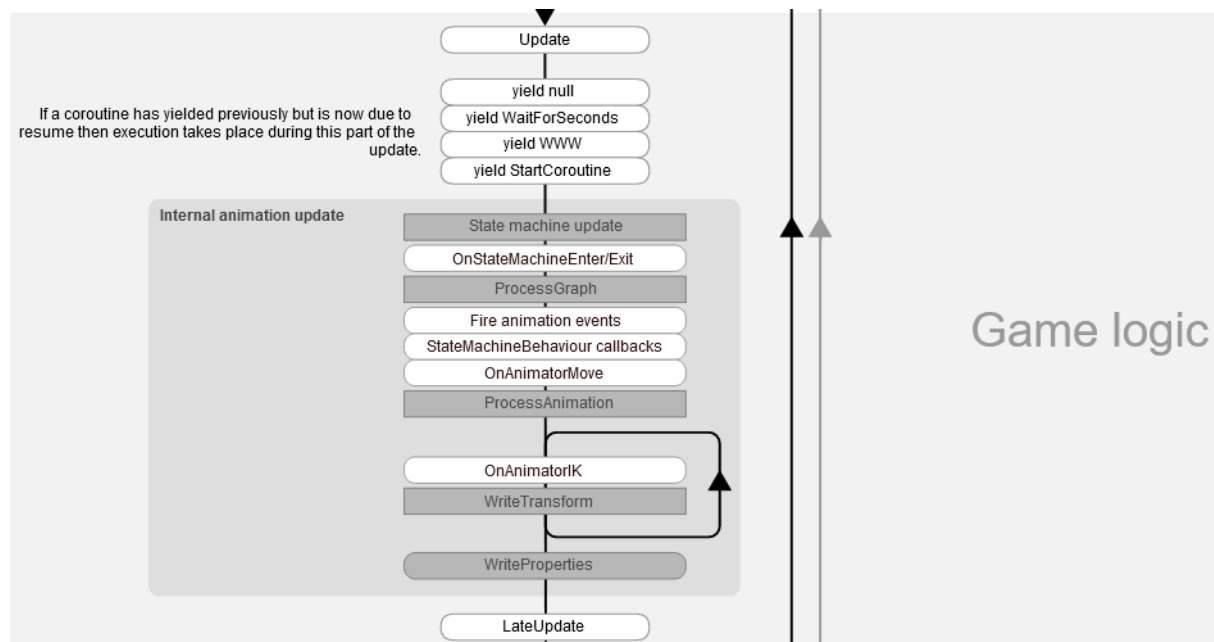 Update
yield null
If a coroutine has yielded previously but is now due to
resume then execution takes place during this part of the
update.
yield WaitForSeconds
yield WWW
yield StartCoroutine
Internal animation update
State machine update
OnStateMachineEnter/Exit
ProcessGraph
Fire animation events
StateMachineBehaviour callbacks
OnAnimatorMove
ProcessAnimation
OnAnimatorIK
WriteTransform
WriteProperties
LateUpdate
Game logic